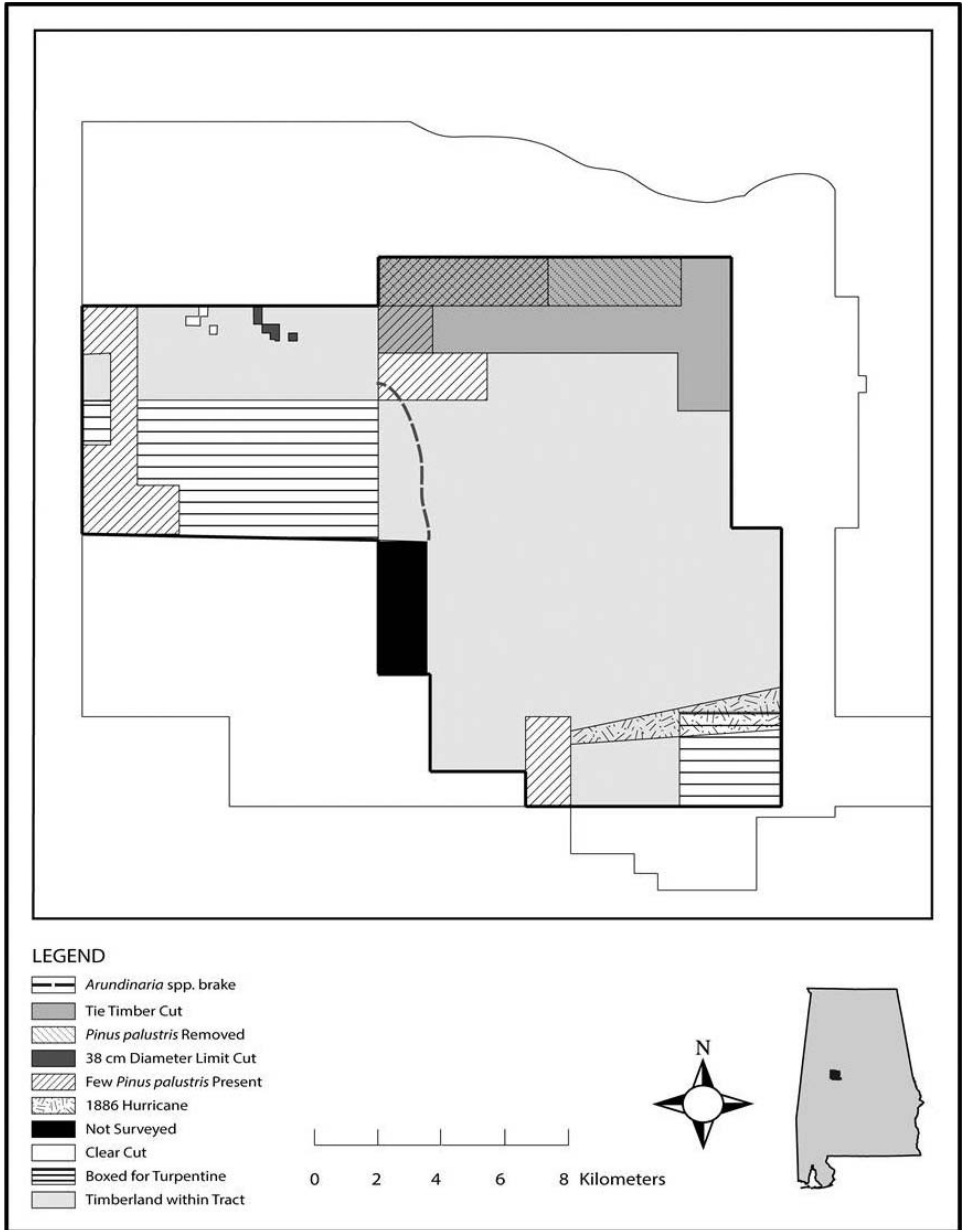 LEGEND
Arundinaria spp. brake
Tie Timber Cut
Pinus palustris Removed
38 cm Diameter Limit Cut
Few Pinus palustris Present
1886 Hurricane
Not Surveyed
Clear Cut
Boxed for Turpentine
Timberland within Tract
0 2 4 6 8 Kilometers
N